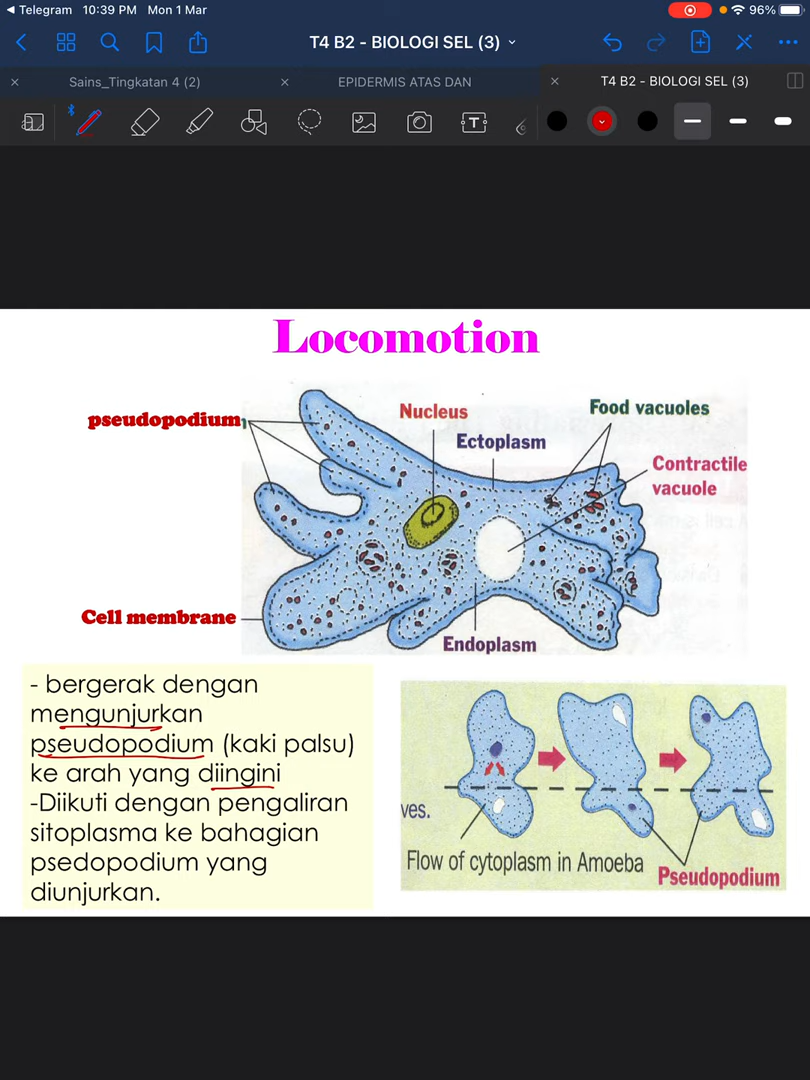 Telegram 10:39 PM Mon 1 Mar 96%
T4 B2 - BIOLOGI SEL (3)
Sains_Tingkatan 4 (2)
EPIDERMIS ATAS DAN
T4 B2 - BIOLOGI SEL (3)
T
Locomotion
pseudopodium
Nucleus
Food vacuoles
Ectoplasm
Contractile
vacuole
Cell membrane
Endoplasm
- bergerak dengan
mengunjurkan
pseudopodium (kaki palsu)
ke arah yang diingini
-Diikuti dengan pengaliran
sitoplasma ke bahagian
psedopodium yang
diunjurkan.
ves.
Flow of cytoplasm in Amoeba
Pseudopodium